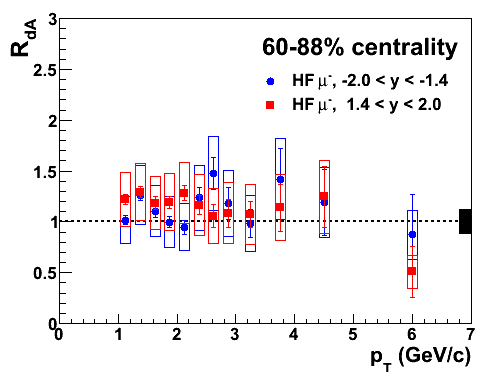 R_dA
3
2.5
2
1.5
1
0.5
0
60-88% centrality
HF μ⁻, -2.0 < y < -1.4
HF μ⁻, 1.4 < y < 2.0
0 1 2 3 4 5 6 7
p_T (GeV/c)